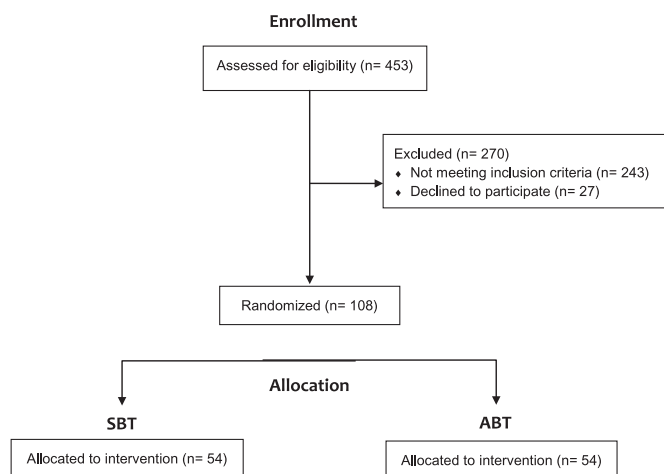 Enrollment
Assessed for eligibility (n= 453)
Excluded (n= 270)
♦ Not meeting inclusion criteria (n= 243)
♦ Declined to participate (n= 27)
Randomized (n= 108)
Allocation
SBT
ABT
Allocated to intervention (n= 54)
Allocated to intervention (n= 54)